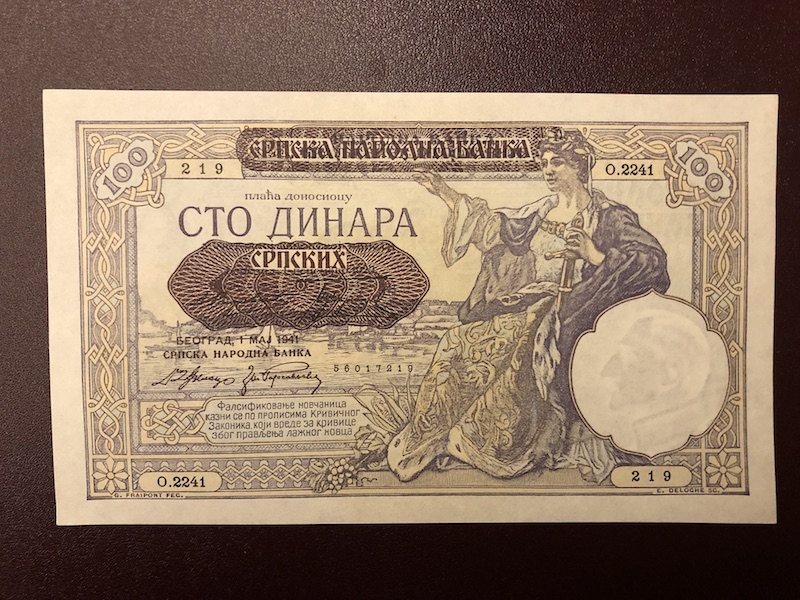 СРПСКА НАРОДНА БАНКА
100
219
О.2241
100
плаћа доносиоцу
СТО ДИНАРА
СРПСКИХ
БЕОГРАД, 1 МАЈ 1941
СРПСКА НАРОДНА БАНКА
56017219
Фалсификовање новчаница
казни се по прописима Кривичног
Законика, који вреде за кривице
због прављења лажног новца
О.2241
219
G. FRAIPONT FEC.
E. DELOCHE SC.